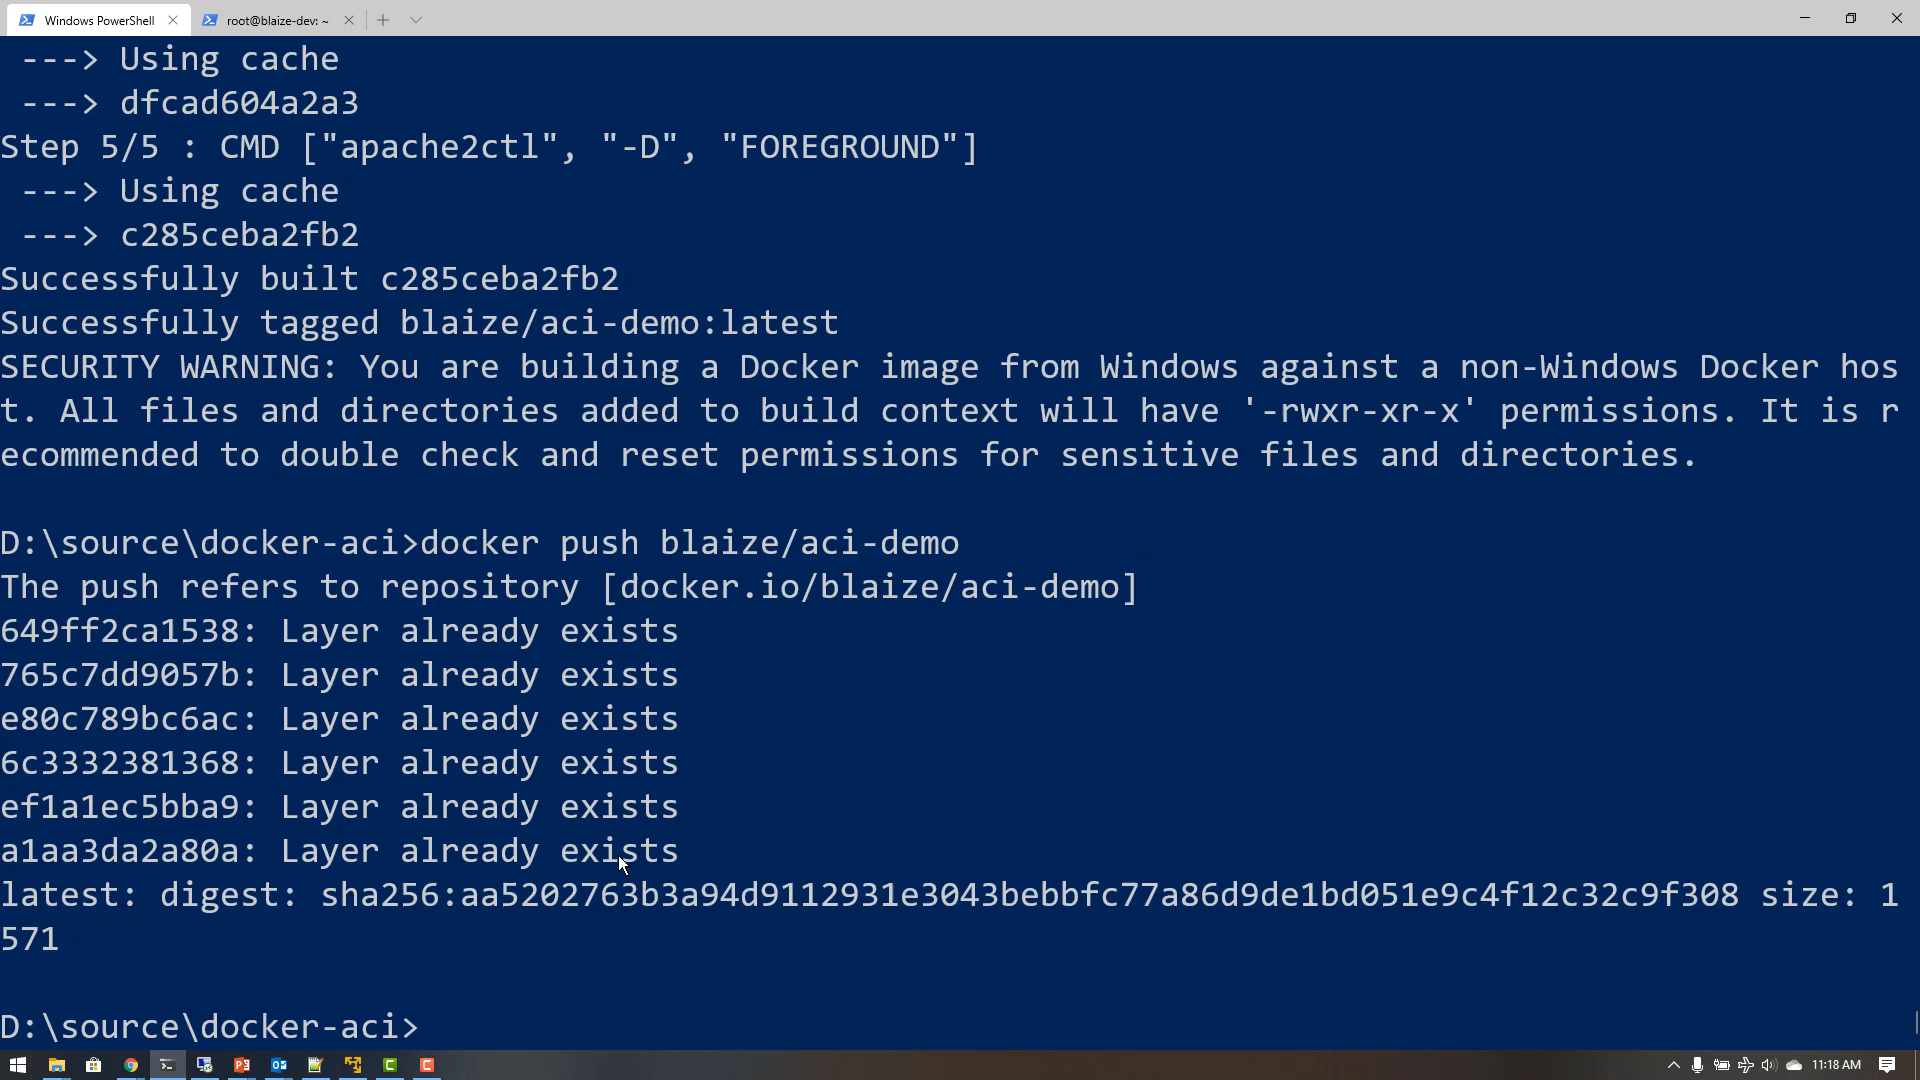 Windows PowerShell
root@blaize-dev: ~
---> Using cache
---> dfcad604a2a3
Step 5/5 : CMD ["apache2ctl", "-D", "FOREGROUND"]
---> Using cache
---> c285ceba2fb2
Successfully built c285ceba2fb2
Successfully tagged blaize/aci-demo:latest
SECURITY WARNING: You are building a Docker image from Windows against a non-Windows Docker hos
t. All files and directories added to build context will have '-rwxr-xr-x' permissions. It is r
ecommended to double check and reset permissions for sensitive files and directories.
D:\source\docker-aci>docker push blaize/aci-demo
The push refers to repository [docker.io/blaize/aci-demo]
649ff2ca1538: Layer already exists
765c7dd9057b: Layer already exists
e80c789bc6ac: Layer already exists
6c3332381368: Layer already exists
ef1a1ec5bba9: Layer already exists
a1aa3da2a80a: Layer already exists
latest: digest: sha256:aa5202763b3a94d9112931e3043bebbfc77a86d9de1bd051e9c4f12c32c9f308 size: 1
571
D:\source\docker-aci>
11:18 AM